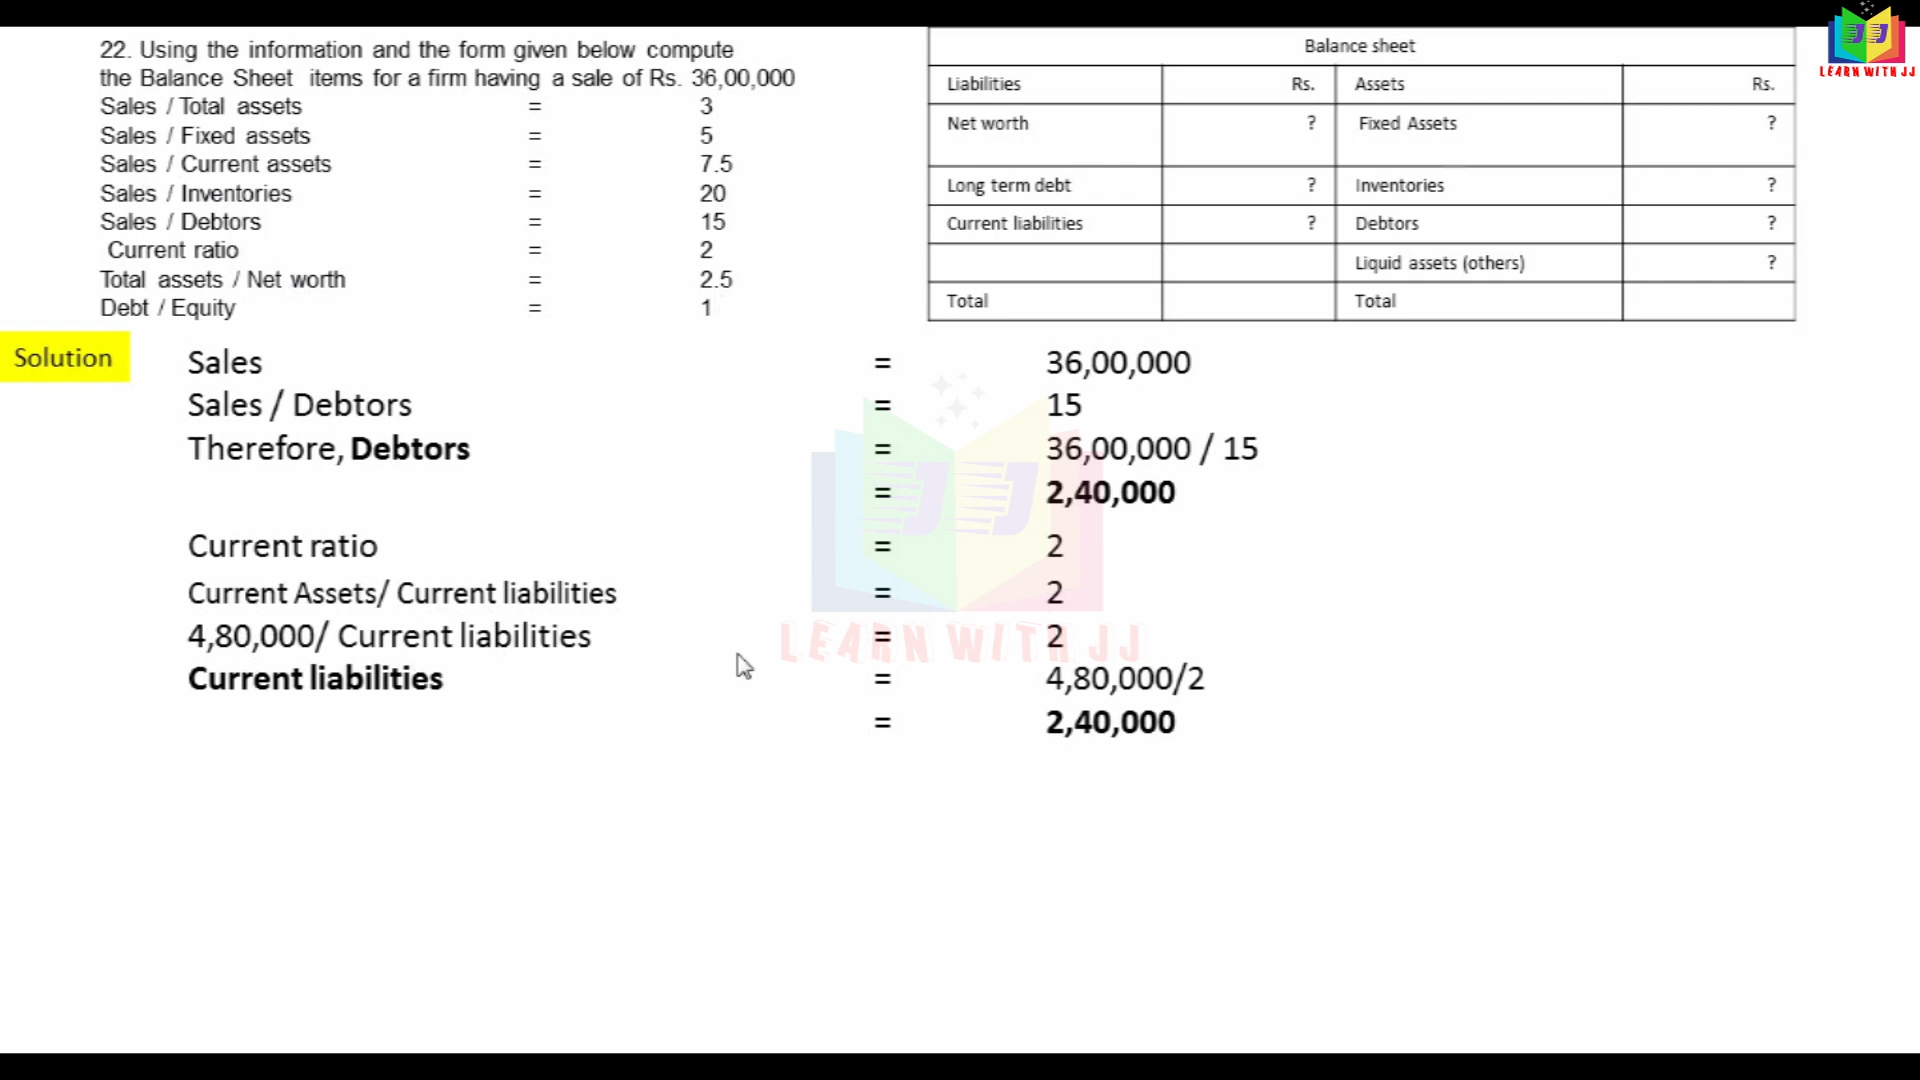 22. Using the information and the form given below compute
the Balance Sheet items for a firm having a sale of Rs. 36,00,000
Sales / Total assets = 3
Sales / Fixed assets = 5
Sales / Current assets = 7.5
Sales / Inventories = 20
Sales / Debtors = 15
Current ratio = 2
Total assets / Net worth = 2.5
Debt / Equity = 1
Balance sheet
Liabilities Rs. Assets Rs.
Net worth ? Fixed Assets ?
Long term debt ? Inventories ?
Current liabilities ? Debtors ?
Liquid assets (others) ?
Total Total
JJ
LEARN WITH JJ
Solution
Sales = 36,00,000
Sales / Debtors = 15
Therefore, Debtors = 36,00,000 / 15
= 2,40,000
Current ratio = 2
Current Assets/ Current liabilities = 2
4,80,000/ Current liabilities = 2
Current liabilities = 4,80,000/2
= 2,40,000
JJ
LEARN WITH JJ